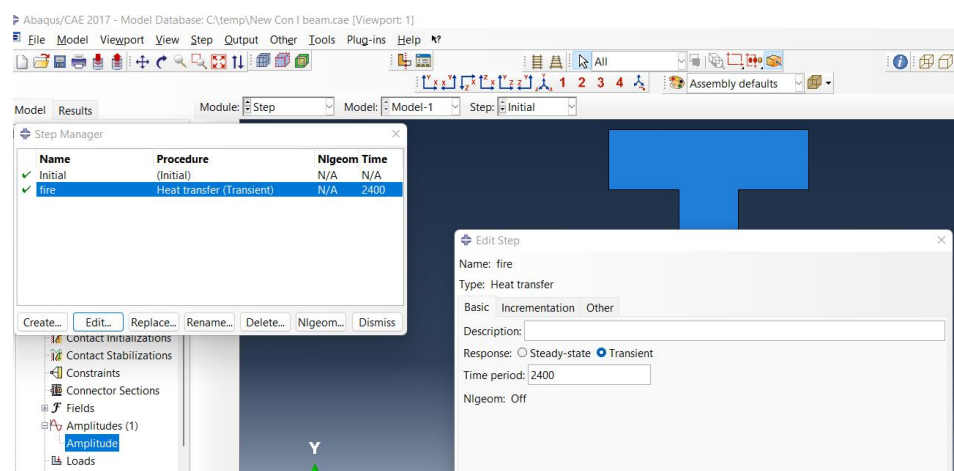 Abaqus/CAE 2017 - Model Database: C:\temp\New Con I beam.cae [Viewport: 1]
File Model Viewport View Step Output Other Tools Plug-ins Help
All
1 2 3 4 Assembly defaults
Model Results Module: Step Model: Model-1 Step: Initial
Step Manager
Name Procedure Nlgeom Time
Initial (Initial) N/A N/A
fire Heat transfer (Transient) N/A 2400
Create... Edit... Replace... Rename... Delete... Nlgeom... Dismiss
Contact Initializations
Contact Stabilizations
Constraints
Connector Sections
Fields
Amplitudes (1)
Amplitude
Loads
Y
Edit Step
Name: fire
Type: Heat transfer
Basic Incrementation Other
Description:
Response: Steady-state Transient
Time period: 2400
Nlgeom: Off